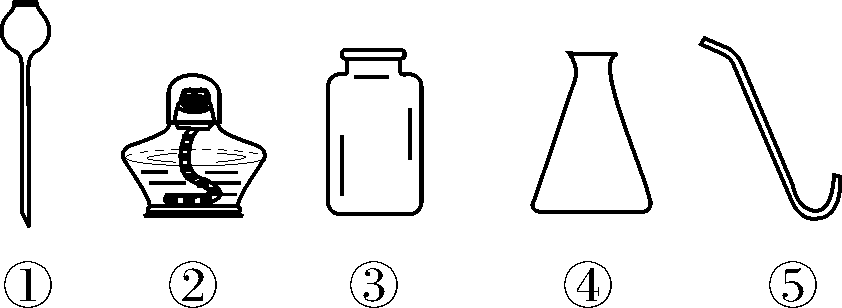 ① ② ③ ④ ⑤